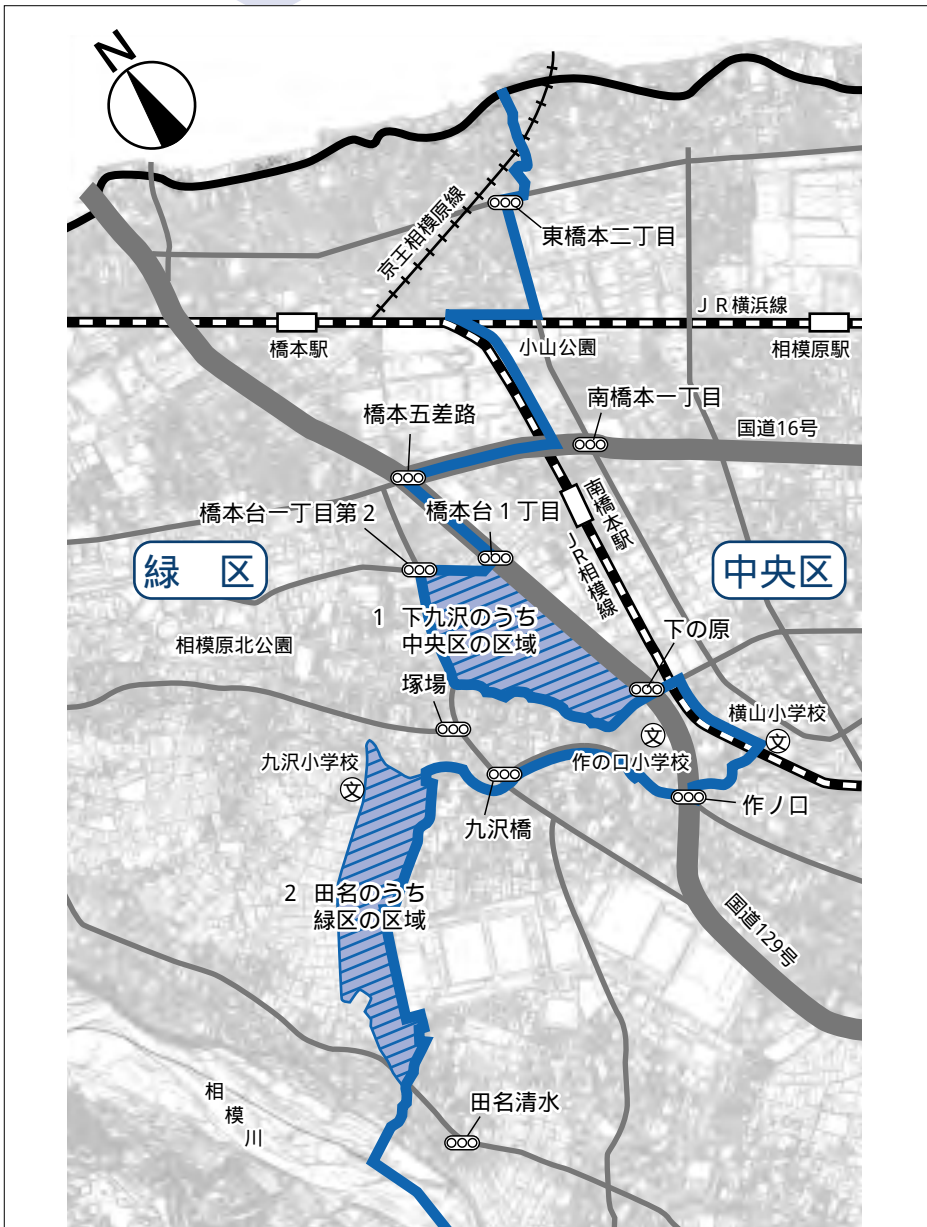 N
京王相模原線
東橋本二丁目
JR横浜線
橋本駅
小山公園
相模原駅
南橋本一丁目
橋本五差路
国道16号
橋本台一丁目第2
橋本台1丁目
南橋本駅
JR相模線
緑 区
中央区
1 下九沢のうち
中央区の区域
下の原
相模原北公園
塚場
横山小学校
文
文
九沢小学校
文
作の口小学校
作ノ口
九沢橋
2 田名のうち
緑区の区域
国道129号
相模川
田名清水